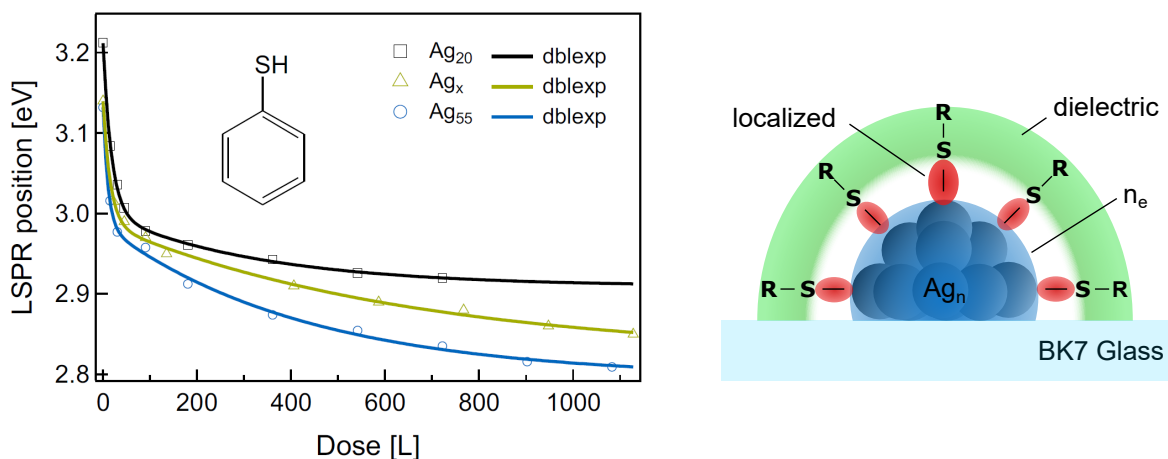 LSPR position [eV]
3.2
3.1
3.0
2.9
2.8
0
200
400
600
800
1000
Dose [L]
Ag20 dblexp
Agx dblexp
Ag55 dblexp
SH
localized
dielectric
ne
R
S
R
S
S
R
R–S
S–R
Agn
BK7 Glass